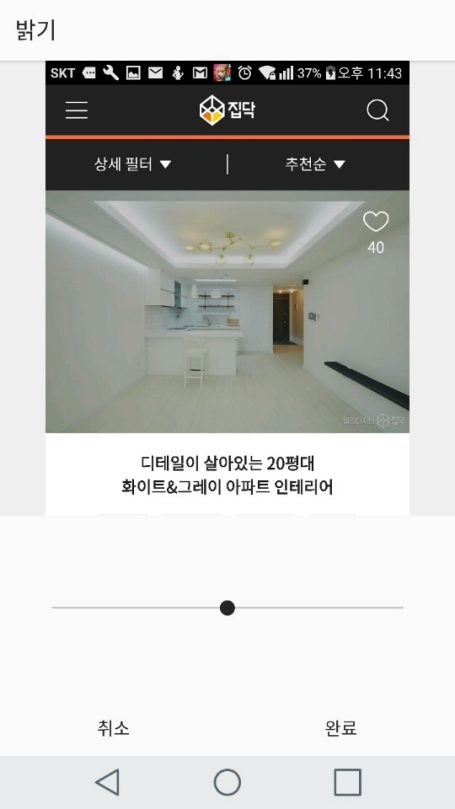 밝기
SKT 37% 오후 11:43
집닥
상세 필터 ▼ | 추천순 ▼
40
집닥
디테일이 살아있는 20평대
화이트&그레이 아파트 인테리어
취소 완료